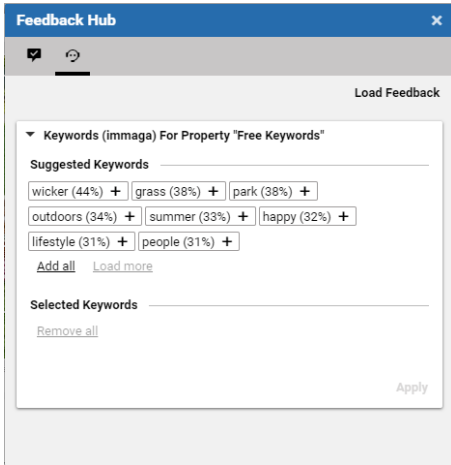 Feedback Hub ×
Load Feedback
Keywords (immaga) For Property "Free Keywords"
Suggested Keywords
wicker (44%) + grass (38%) + park (38%) +
outdoors (34%) + summer (33%) + happy (32%) +
lifestyle (31%) + people (31%) +
Add all Load more
Selected Keywords
Remove all
Apply